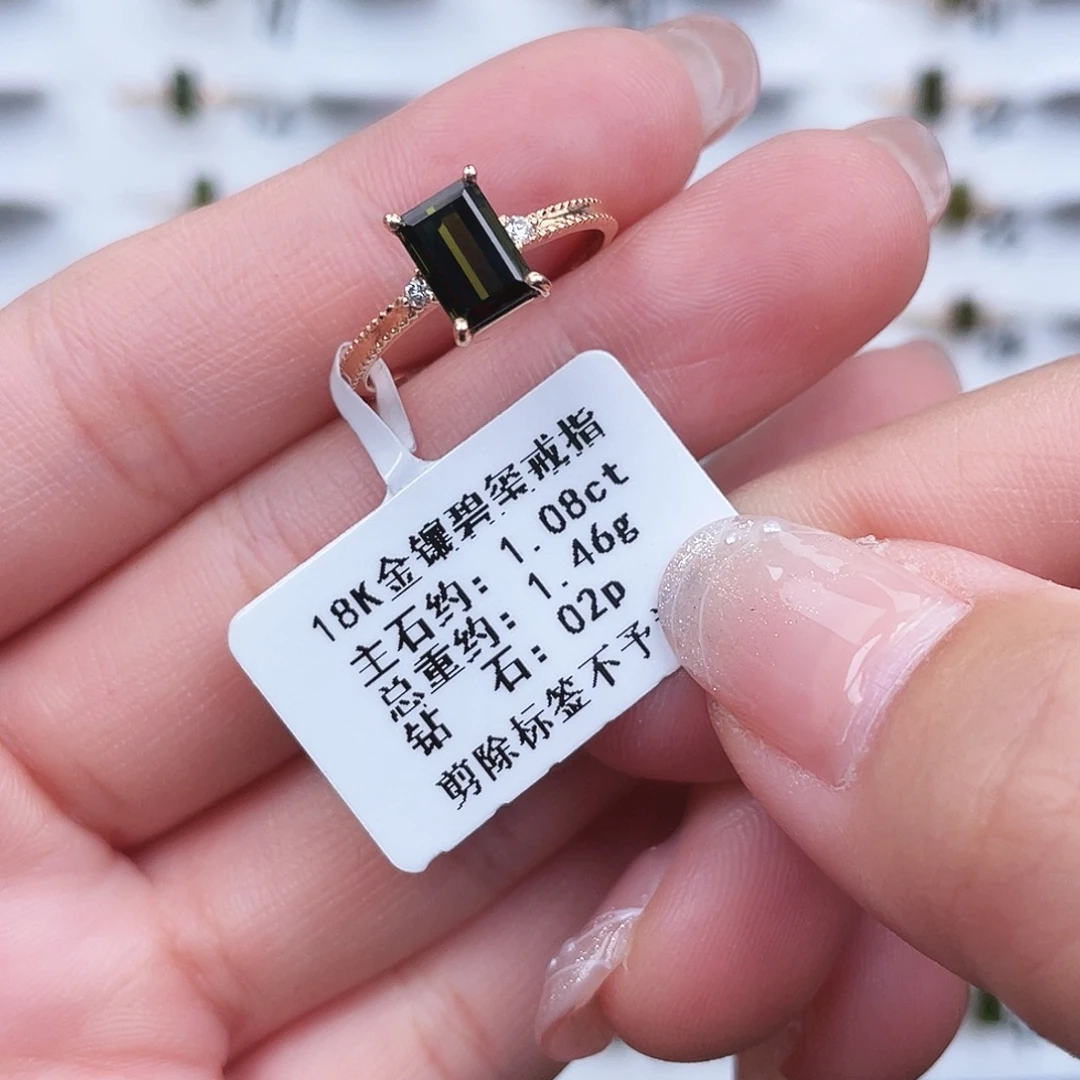 18K金镶碧玺戒指
主石约: 1.08ct
总重约: 1.46g
钻 石: 02p
剪除标签不予